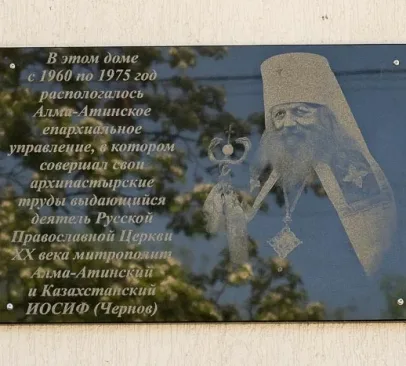 В этом доме
с 1960 по 1975 год
распологалось
Алма-Атинское
епархиальное
управление, в котором
совершал свои
архипастырские
труды выдающийся
деятель Русской
Православной Церкви
XX века митрополит
Алма-Атинский
и Казахстанский
ИОСИФ (Чернов)